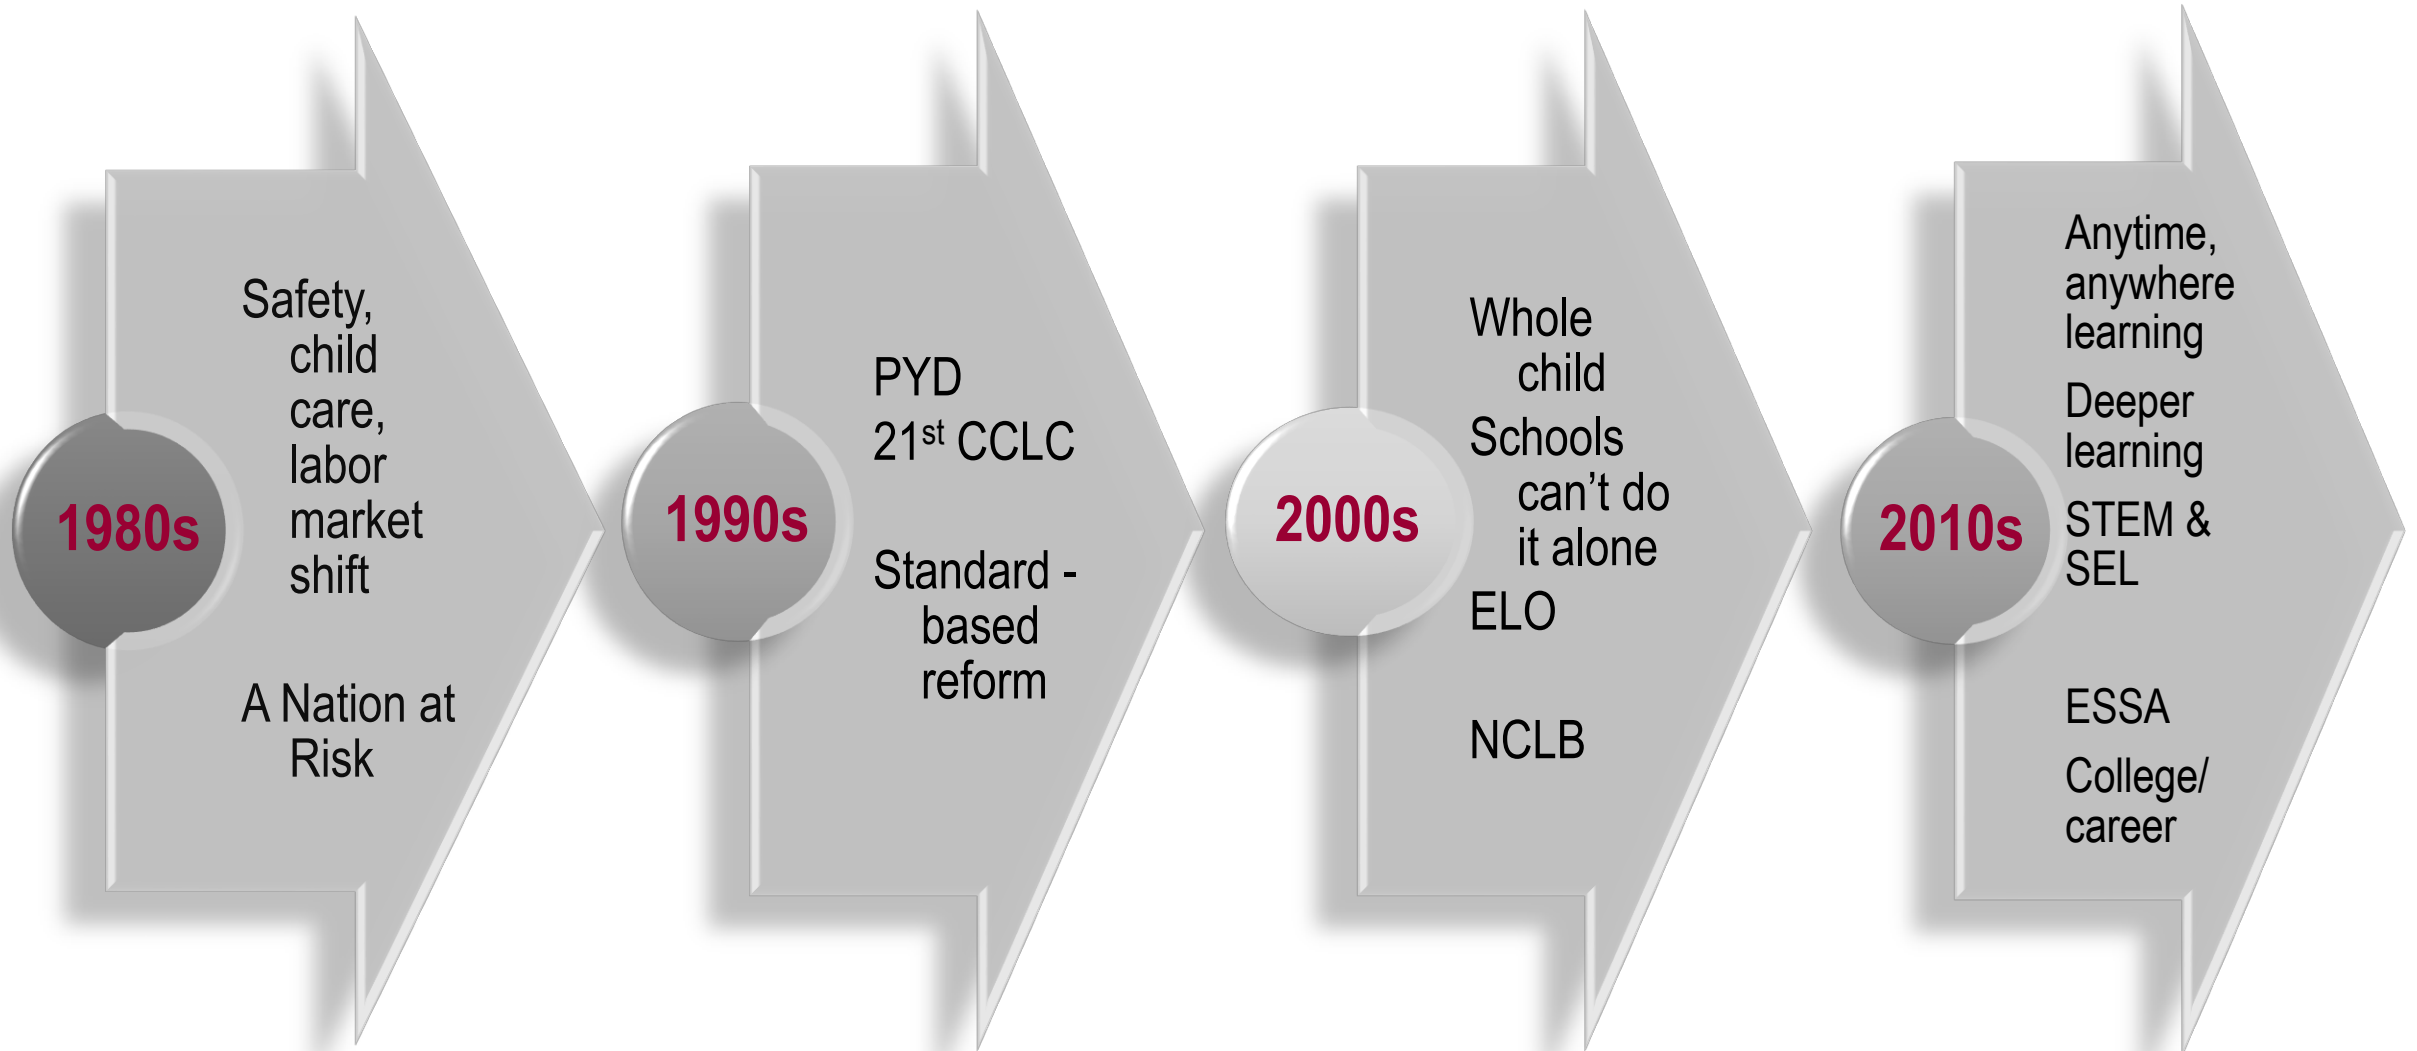 1980s
Safety,
child
care,
labor
market
shift
A Nation at
Risk
1990s
PYD
21st CCLC
Standard -
based
reform
2000s
Whole
child
Schools
can’t do
it alone
ELO
NCLB
2010s
Anytime,
anywhere
learning
Deeper
learning
STEM &
SEL
ESSA
College/
career